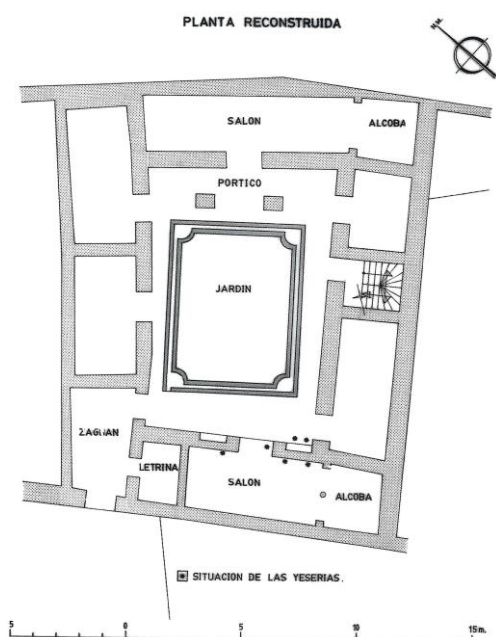 PLANTA RECONSTRUIDA
N.M.
SALON
ALCOBA
PORTICO
JARDIN
ZAGUAN
LETRINA
SALON
ALCOBA
SITUACION DE LAS YESERIAS.
5 0 5 10 15 m.